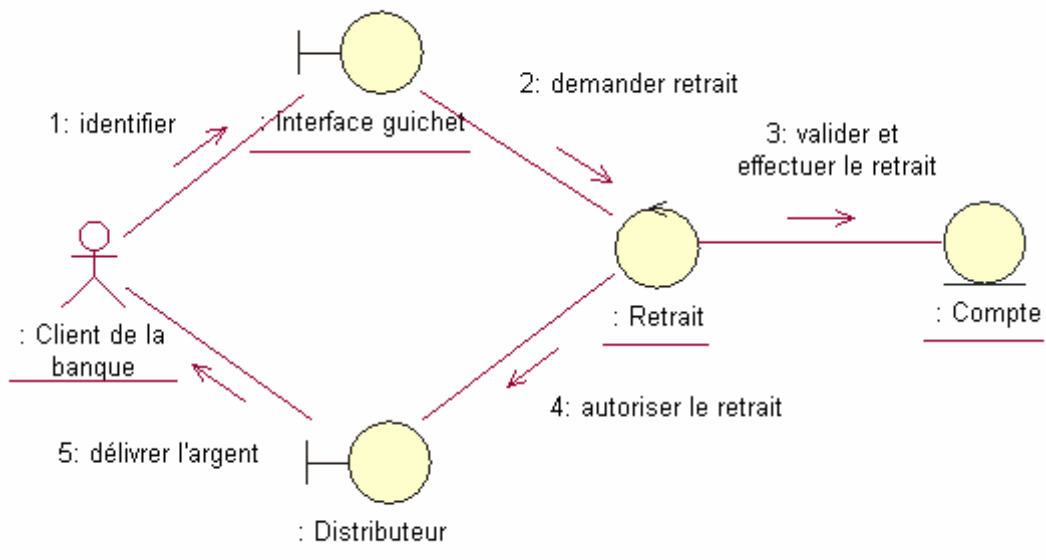 1: identifier
: Interface guichet
2: demander retrait
3: valider et
effectuer le retrait
: Client de la
banque
: Retrait
: Compte
4: autoriser le retrait
5: délivrer l'argent
: Distributeur